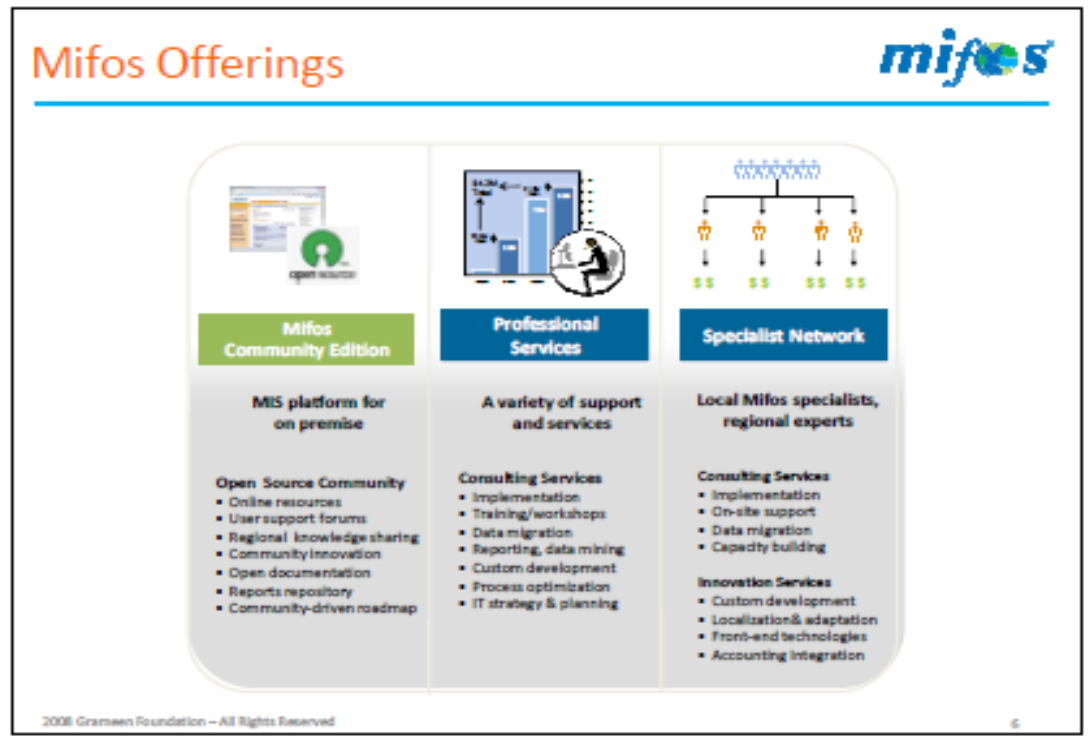 Mifos Offerings
mifos
open source
Mifos
Community Edition
MIS platform for
on premise
Open Source Community
▪ Online resources
▪ User support forums
▪ Regional knowledge sharing
▪ Community innovation
▪ Open documentation
▪ Reports repository
▪ Community-driven roadmap
Professional
Services
A variety of support
and services
Consulting Services
▪ Implementation
▪ Training/workshops
▪ Data migration
▪ Reporting, data mining
▪ Custom development
▪ Process optimization
▪ IT strategy & planning
$$ $$ $$ $$
Specialist Network
Local Mifos specialists,
regional experts
Consulting Services
▪ Implementation
▪ On-site support
▪ Data migration
▪ Capacity building
Innovation Services
▪ Custom development
▪ Localization& adaptation
▪ Front-end technologies
▪ Accounting Integration
2008 Grameen Foundation – All Rights Reserved
6